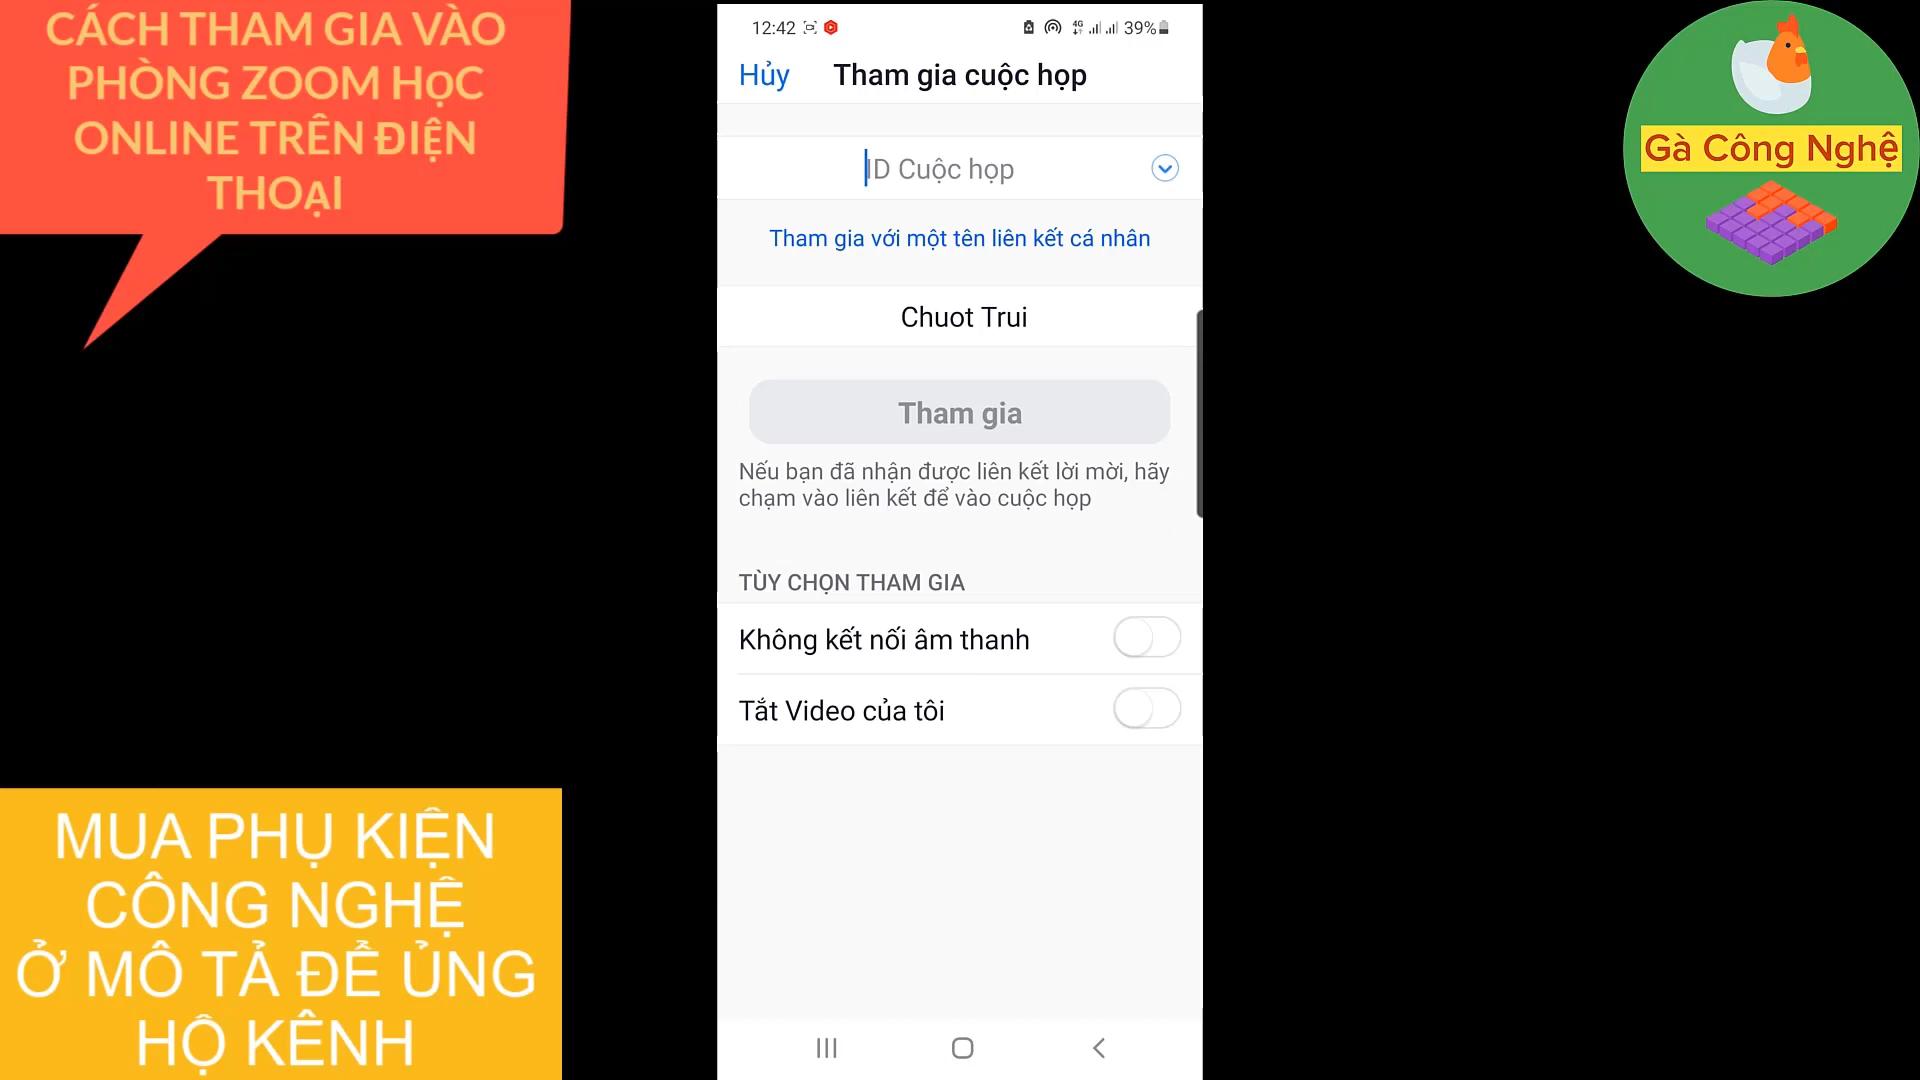 CÁCH THAM GIA VÀO
PHÒNG ZOOM HỌC
ONLINE TRÊN ĐIỆN
THOẠI
12:42
4G
39%
Hủy
Tham gia cuộc họp
ID Cuộc họp
Tham gia với một tên liên kết cá nhân
Chuot Trui
Tham gia
Nếu bạn đã nhận được liên kết lời mời, hãy
chạm vào liên kết để vào cuộc họp
TÙY CHỌN THAM GIA
Không kết nối âm thanh
Tắt Video của tôi
Gà Công Nghệ
MUA PHỤ KIỆN
CÔNG NGHỆ
Ở MÔ TẢ ĐỂ ỦNG
HỘ KÊNH